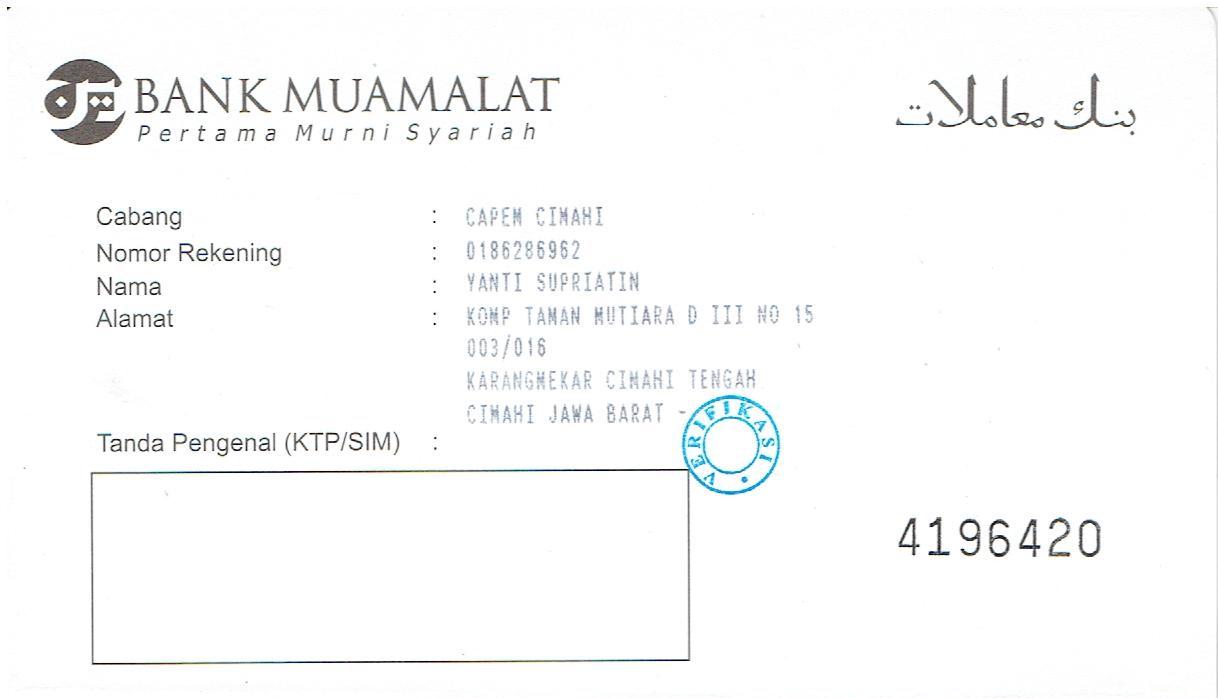 BANK MUAMALAT
Pertama Murni Syariah
بنك معاملات
Cabang : CAPEM CIMAHI
Nomor Rekening : 0186286962
Nama : YANTI SUPRIATIN
Alamat : KOMP TAMAN MUTIARA D III NO 15
003/016
KARANGMEKAR CIMAHI TENGAH
CIMAHI JAWA BARAT -
Tanda Pengenal (KTP/SIM) :
VERIFIKASI
4196420